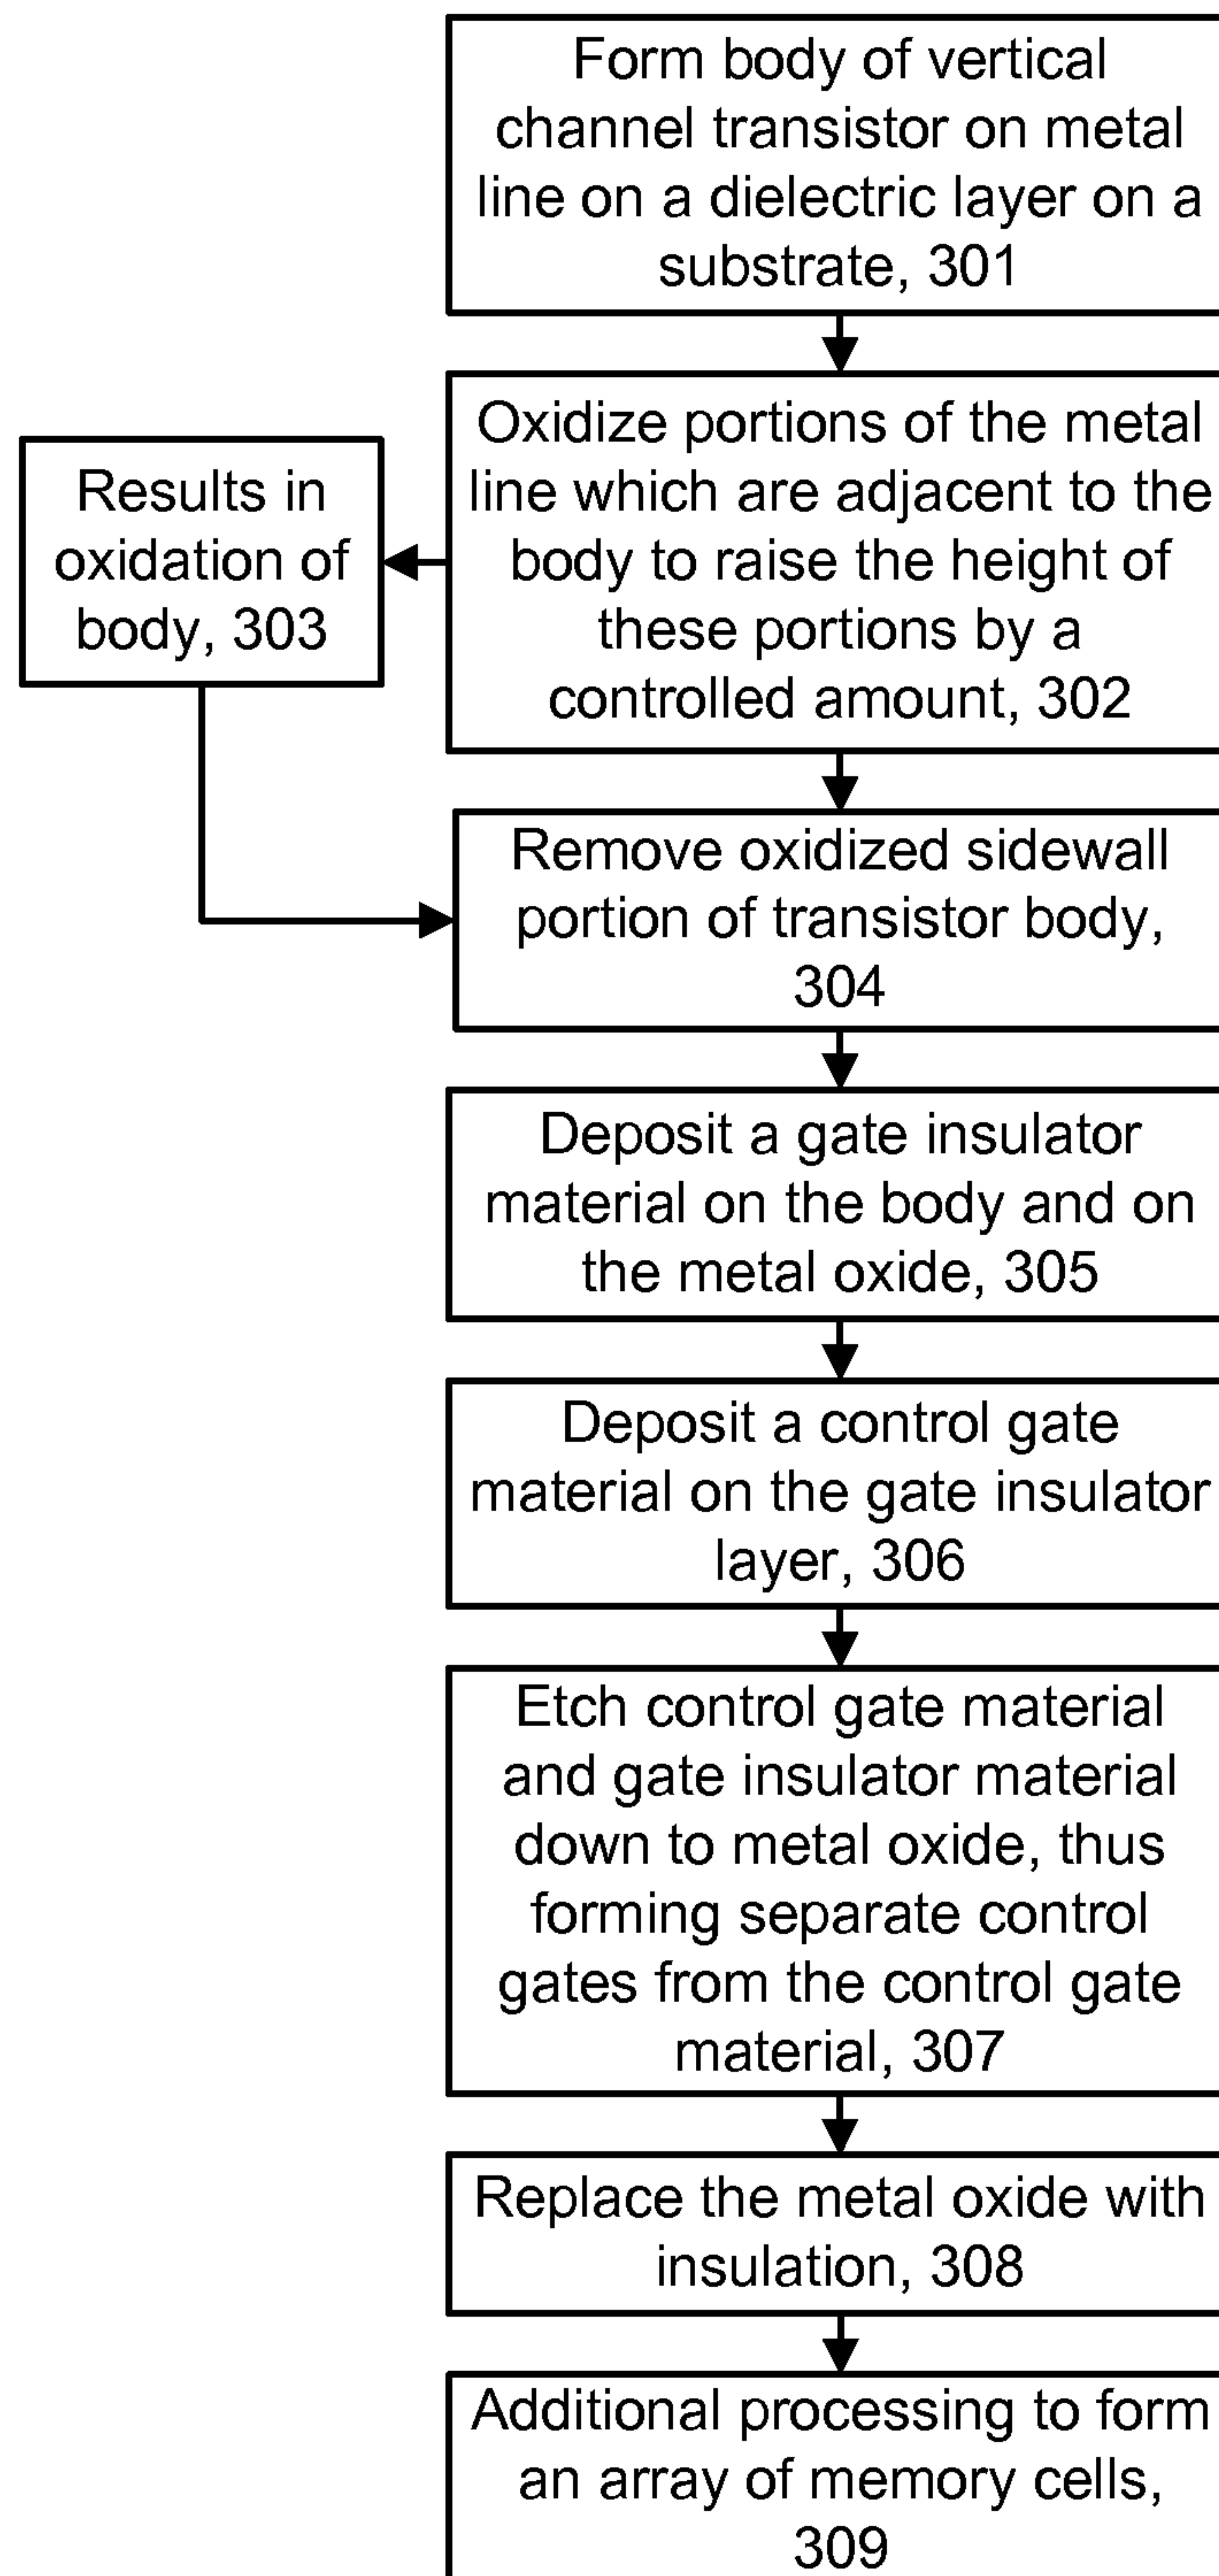 Form body of vertical
channel transistor on metal
line on a dielectric layer on a
substrate, 301
Oxidize portions of the metal
line which are adjacent to the
body to raise the height of
these portions by a
controlled amount, 302
Results in
oxidation of
body, 303
Remove oxidized sidewall
portion of transistor body,
304
Deposit a gate insulator
material on the body and on
the metal oxide, 305
Deposit a control gate
material on the gate insulator
layer, 306
Etch control gate material
and gate insulator material
down to metal oxide, thus
forming separate control
gates from the control gate
material, 307
Replace the metal oxide with
insulation, 308
Additional processing to form
an array of memory cells,
309